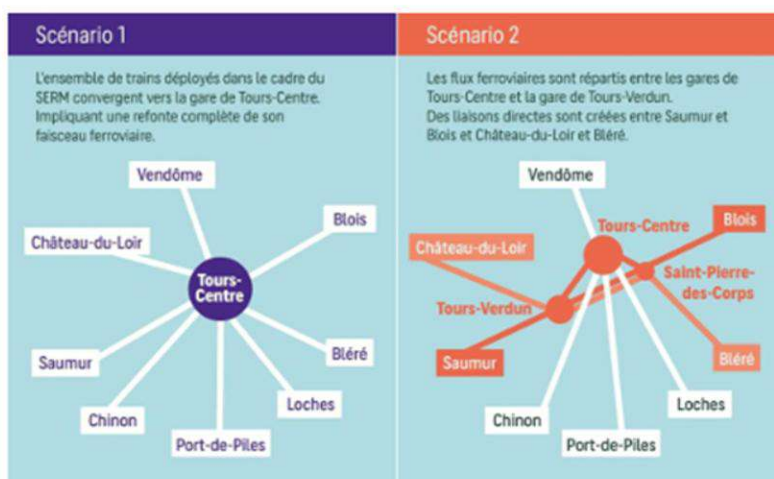 Scénario 1
L'ensemble de trains déployés dans le cadre du
SERM convergent vers la gare de Tours-Centre.
Impliquant une refonte complète de son
faisceau ferroviaire.
Vendôme
Blois
Château-du-Loir
Tours-
Centre
Saumur
Bléré
Chinon
Loches
Port-de-Piles
Scénario 2
Les flux ferroviaires sont répartis entre les gares de
Tours-Centre et la gare de Tours-Verdun.
Des liaisons directes sont créées entre Saumur et
Blois et Château-du-Loir et Bléré.
Vendôme
Tours-Centre
Blois
Château-du-Loir
Saint-Pierre-
des-Corps
Tours-Verdun
Saumur
Bléré
Chinon
Loches
Port-de-Piles